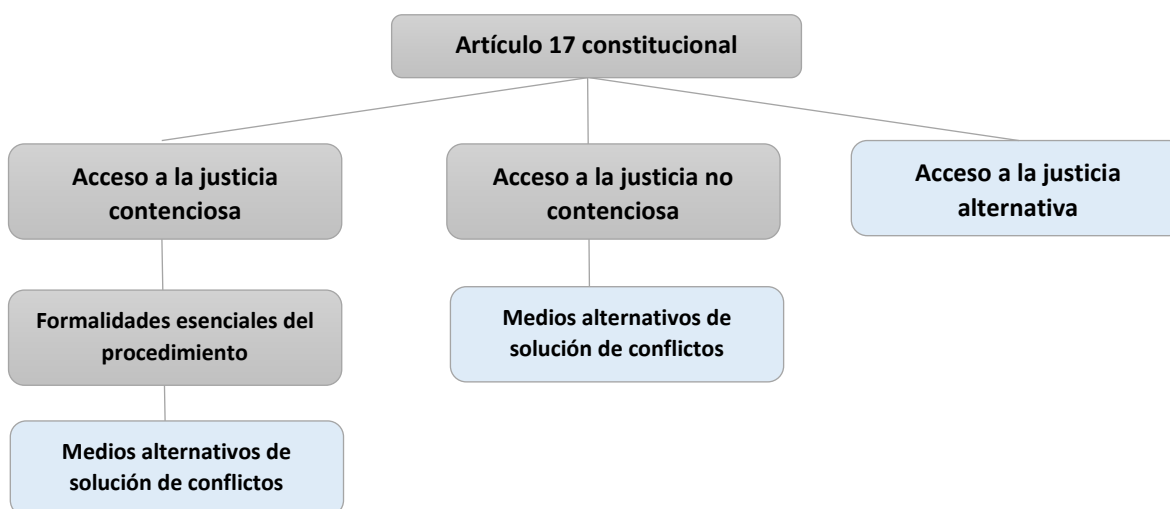 Artículo 17 constitucional
Acceso a la justicia
contenciosa
Acceso a la justicia no
contenciosa
Acceso a la justicia
alternativa
Formalidades esenciales del
procedimiento
Medios alternativos de
solución de conflictos
Medios alternativos de
solución de conflictos